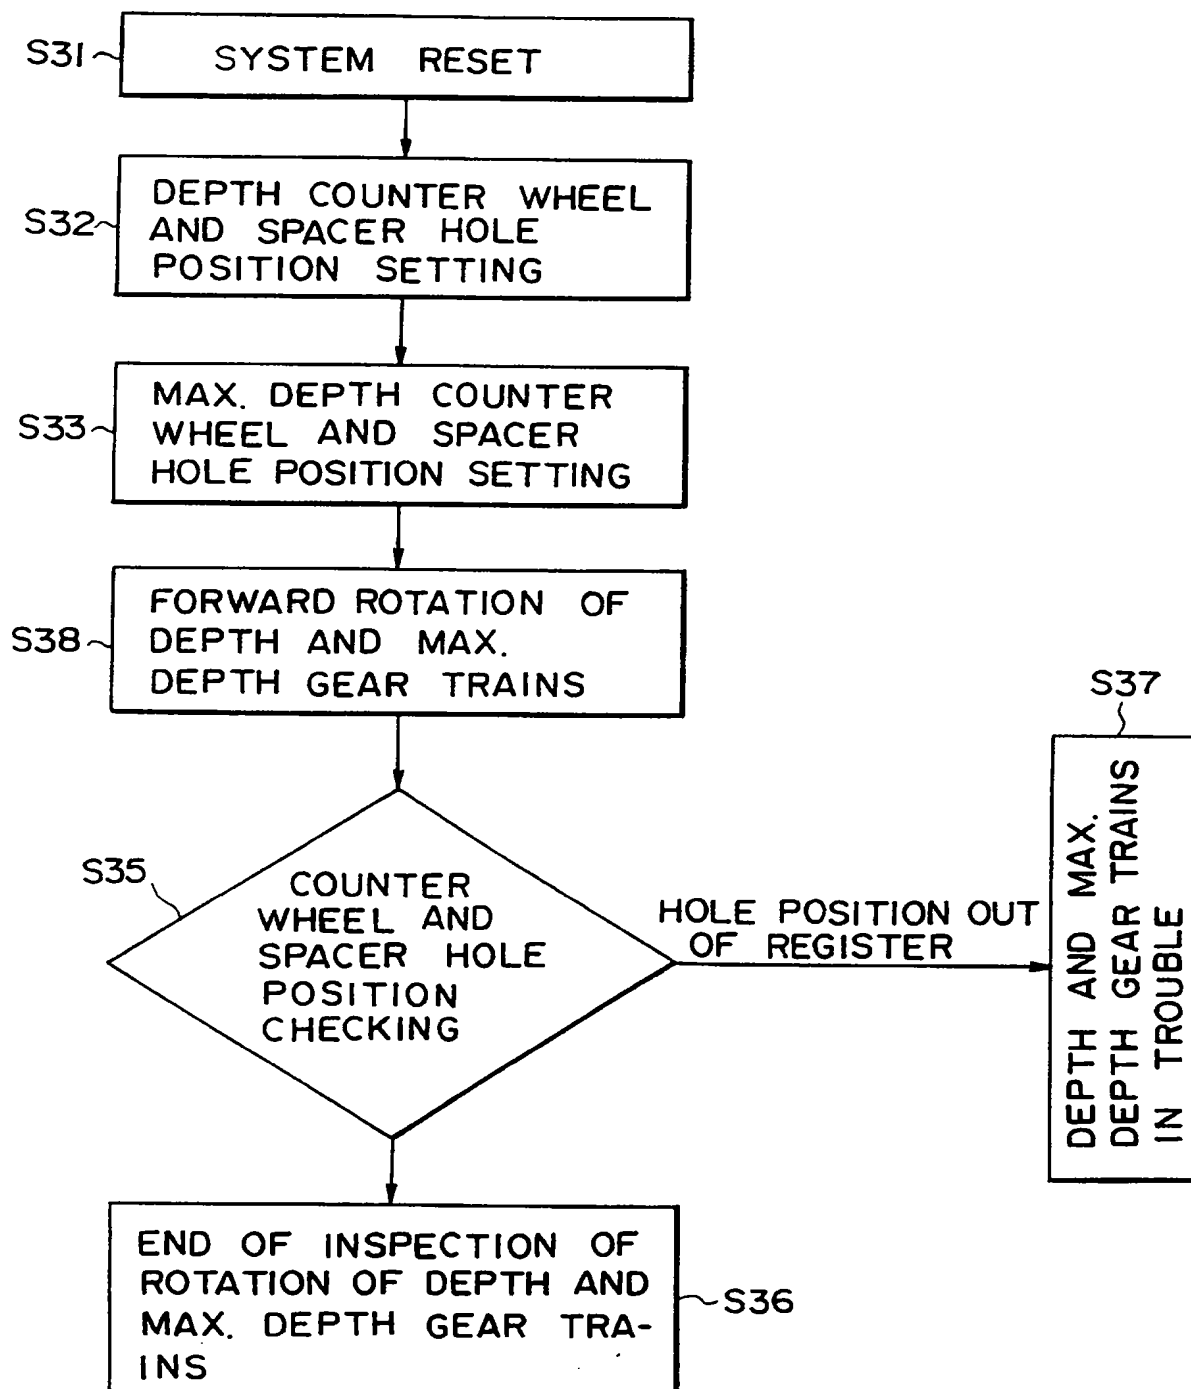 S31
SYSTEM RESET
S32
DEPTH COUNTER WHEEL
AND SPACER HOLE
POSITION SETTING
S33
MAX. DEPTH COUNTER
WHEEL AND SPACER
HOLE POSITION SETTING
S38
FORWARD ROTATION OF
DEPTH AND MAX.
DEPTH GEAR TRAINS
S35
COUNTER
WHEEL AND
SPACER HOLE
POSITION
CHECKING
HOLE POSITION OUT
OF REGISTER
S37
DEPTH AND MAX.
DEPTH GEAR TRAINS
IN TROUBLE
END OF INSPECTION OF
ROTATION OF DEPTH AND
MAX. DEPTH GEAR TRA-
INS
S36